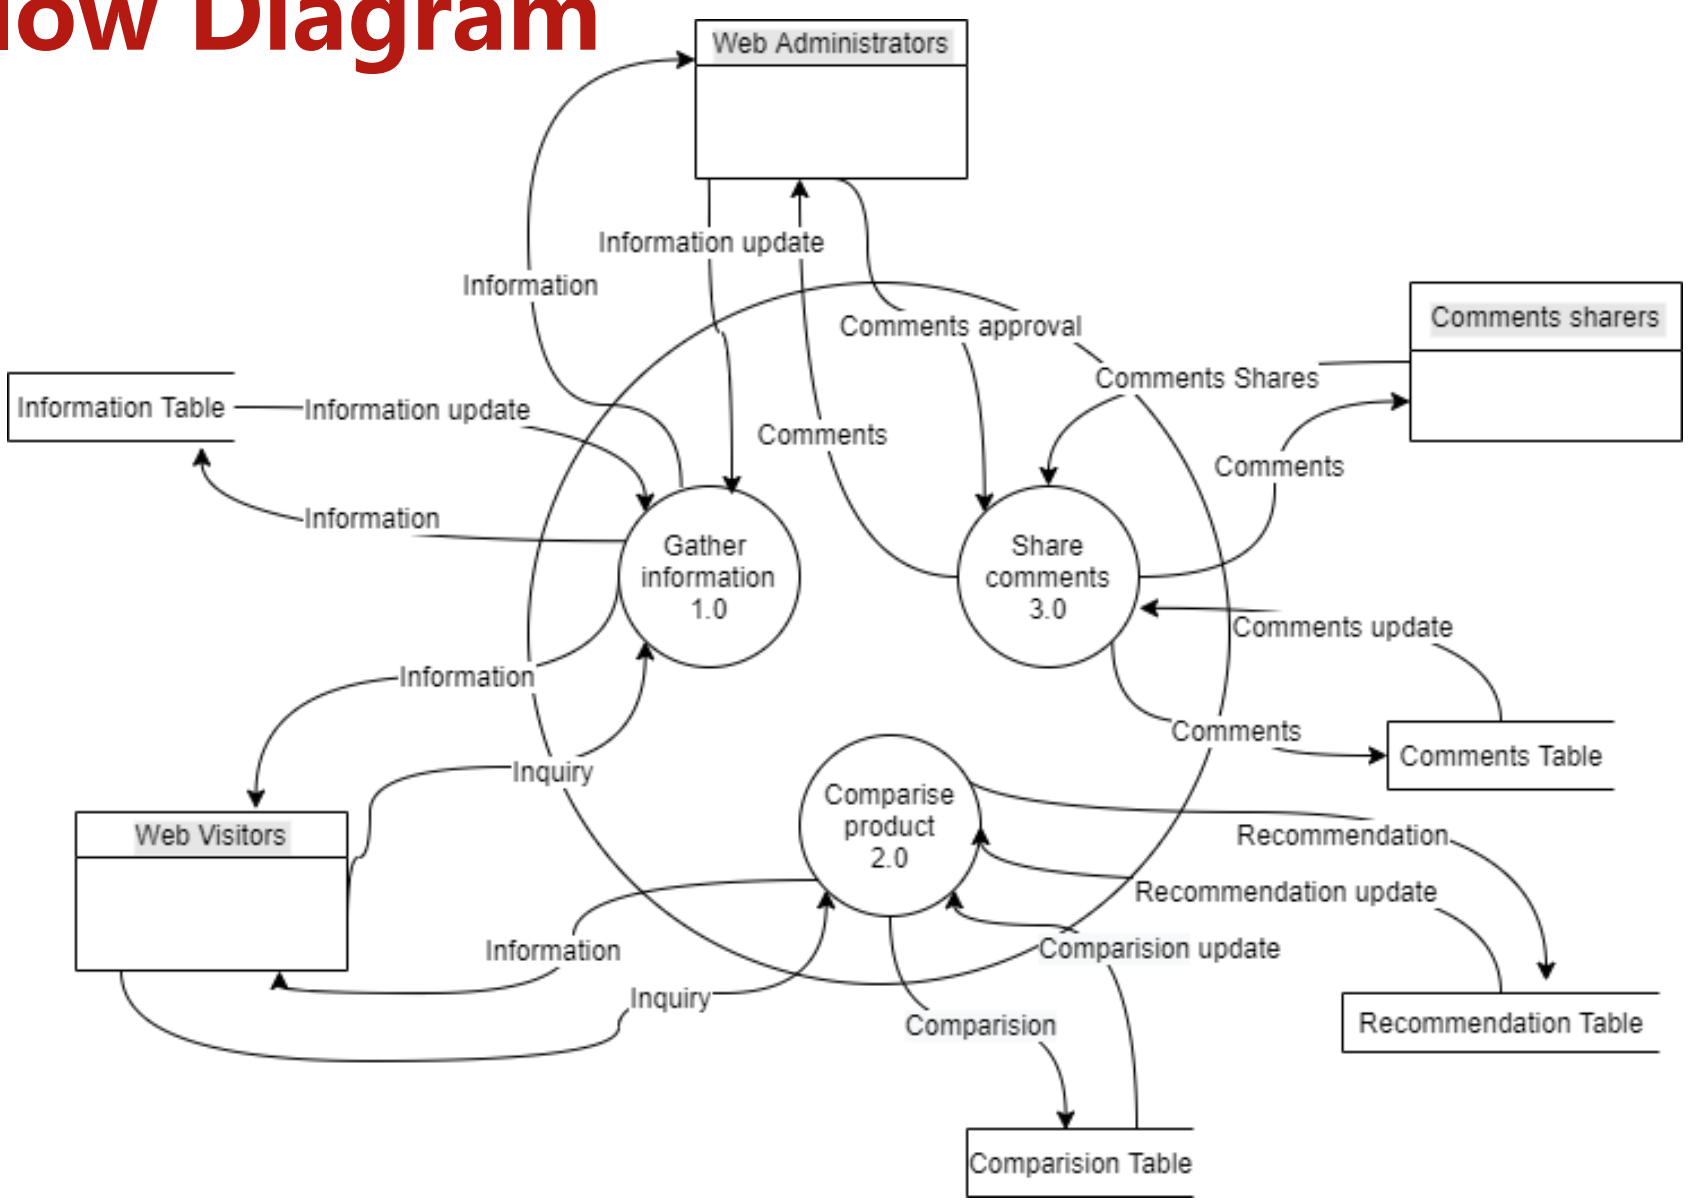 low Diagram
Web Administrators
Information update
Information
Comments approval
Comments sharers
Comments Shares
Information Table
Information update
Comments
Comments
Information
Gather
information
1.0
Share
comments
3.0
Comments update
Information
Comments
Comments Table
Inquiry
Web Visitors
Comparise
product
2.0
Recommendation
Recommendation update
Information
Comparision update
Inquiry
Comparision
Recommendation Table
Comparision Table